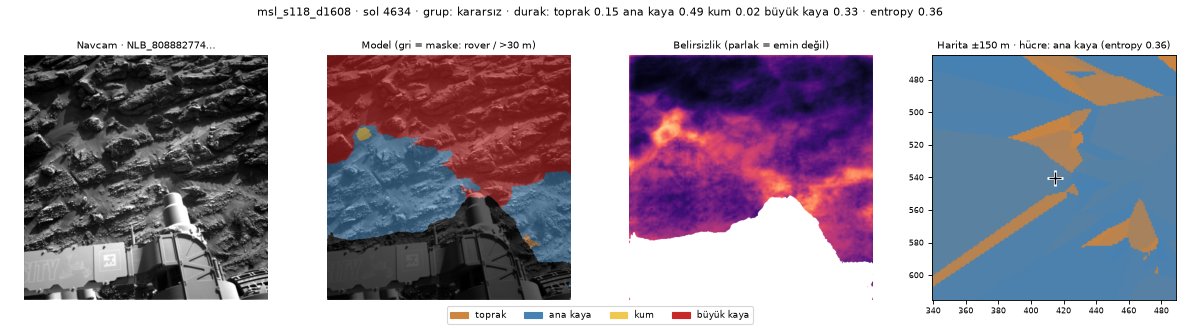 msl_s118_d1608 · sol 4634 · grup: kararsız · durak: toprak 0.15 ana kaya 0.49 kum 0.02 büyük kaya 0.33 · entropy 0.36
Navcam · NLB_808882774...
Model (gri = maske: rover / >30 m)
Belirsizlik (parlak = emin değil)
Harita ±150 m · hücre: ana kaya (entropy 0.36)
480
500
520
540
560
580
600
340 360 380 400 420 440 460 480
toprak ana kaya kum büyük kaya